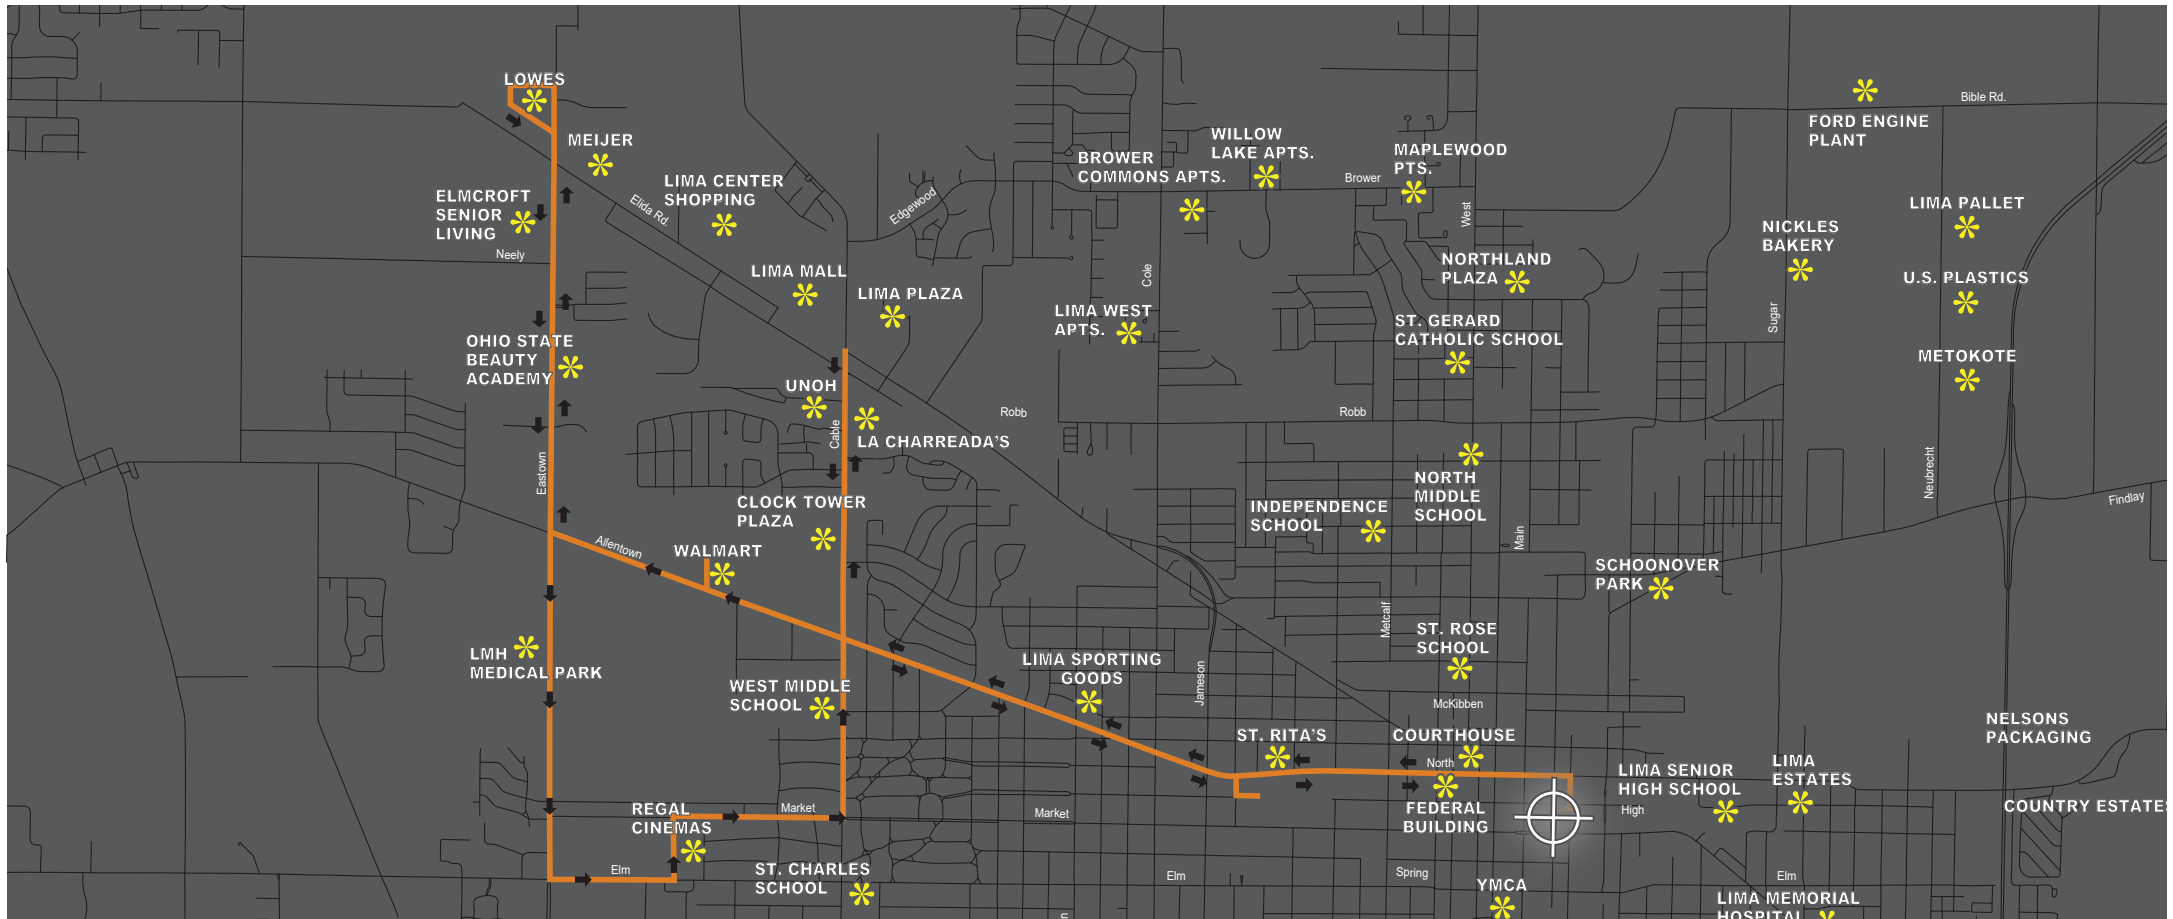 LOWES
Bible Rd.
FORD ENGINE
PLANT
MEIJER
WILLOW
LAKE APTS.
MAPLEWOOD
PTS.
BROWER
COMMONS APTS.
Brower
LIMA CENTER
SHOPPING
Elida Rd.
Edgewood
ELMCROFT
SENIOR
LIVING
Neely
West
LIMA PALLET
NICKLES
BAKERY
LIMA MALL
LIMA PLAZA
Cole
NORTHLAND
PLAZA
U.S. PLASTICS
LIMA WEST
APTS.
ST. GERARD
CATHOLIC SCHOOL
Sugar
OHIO STATE
BEAUTY
ACADEMY
METOKOTE
UNOH
Cable
LA CHARREADA'S
Robb
Robb
Eastown
NORTH
MIDDLE
SCHOOL
Neubrecht
Findlay
CLOCK TOWER
PLAZA
INDEPENDENCE
SCHOOL
Main
Allentown
WALMART
SCHOONOVER
PARK
Metcalf
ST. ROSE
SCHOOL
LMH
MEDICAL PARK
LIMA SPORTING
GOODS
Jameson
WEST MIDDLE
SCHOOL
McKibben
NELSONS
PACKAGING
ST. RITA'S
COURTHOUSE
North
LIMA SENIOR
HIGH SCHOOL
LIMA
ESTATES
COUNTRY ESTATES
REGAL
CINEMAS
Market
Market
FEDERAL
BUILDING
High
Elm
ST. CHARLES
SCHOOL
Elm
Spring
Elm
YMCA
LIMA MEMORIAL
HOSPITAL